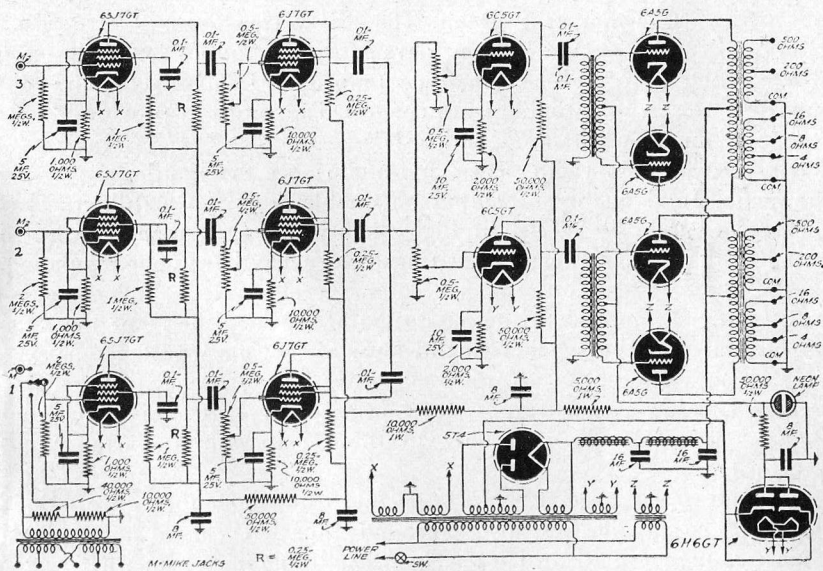 6SJ7GT
6J7GT
6C5GT
6A5G
M2
3
2
MEGS.
1/2W.
5
MF.
25V.
1,000
OHMS
1/2W.
X X
0.1-
MF.
1
MEG.
1/2W
R
.01-
MF.
0.5-
MEG.
1/2W.
5
MF.
25V.
10,000
OHMS
1/2W.
X X
.01-
MF.
0.25-
MEG.
1/2W
0.5-
MEG.
1/2W.
10
MF.
25V.
2,000
OHMS
1/2W.
Y Y
50,000
OHMS
1/2W.
0.1-
MF.
0.1-
MF.
Z Z
6A5G
500
OHMS
200
OHMS
COM
16
OHMS
8
OHMS
4
OHMS
COM
6SJ7GT
6J7GT
6C5GT
6A5G
M2
2
2
MEGS.
1/2W.
5
MF.
25V.
1,000
OHMS
1/2W.
X X
0.1-
MF.
1 MEG.
1/2W
R
.01-
MF.
0.5-
MEG.
1/2W.
5
MF.
25V.
10,000
OHMS
1/2W.
X X
.01-
MF.
0.25-
MEG.
1/2W
0.5-
MEG.
1/2W.
10
MF.
25V.
2,000
OHMS
1/2W.
Y Y
50,000
OHMS
1/2W.
0.1-
MF.
Z Z
6A5G
500
OHMS
200
OHMS
COM
16
OHMS
8
OHMS
4
OHMS
COM
6SJ7GT
6J7GT
M
1
2
MEGS.
1/2W.
5
MF.
25V
1,000
OHMS
1/2W.
X X
0.1-
MF.
1
MEG.
1/2W.
R
.01-
MF.
0.5-
MEG.
1/2W.
5
MF.
25V.
10,000
OHMS
1/2W
X X
.01-
MF.
0.25-
MEG.
1/2W
40,000
OHMS
1/2W.
10,000
OHMS,
1/2W.
8
MF.
50,000
OHMS
1/2W.
8
MF.
10,000
OHMS
1W.
8
MF.
5,000
OHMS
1W.
5T4
16
MF.
16
MF.
50,000
OHMS
1/2W
NEON
LAMP
8
MF.
6H6GT
Y Y
X X Y Y Z Z
M=MIKE JACKS
R = 0.25-
MEG.
1/2W.
POWER
LINE
SW.